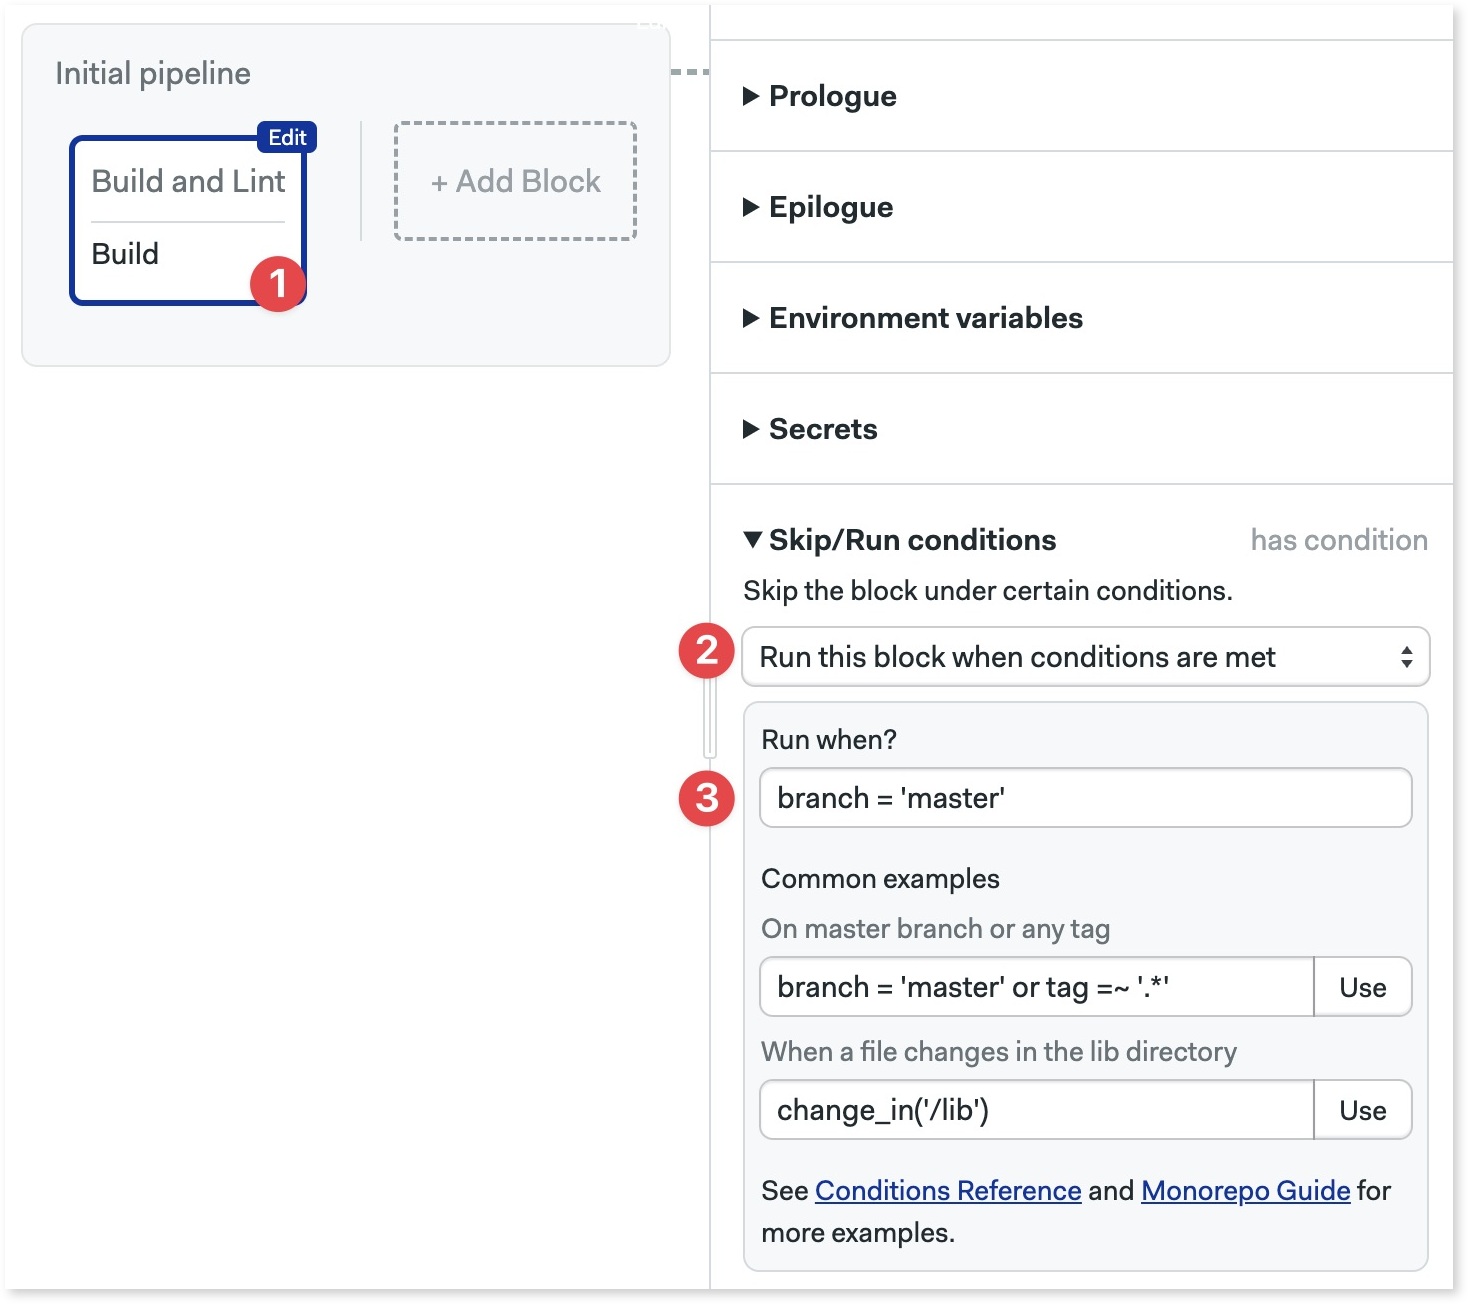 Initial pipeline
Edit
Build and Lint
Build
1
+ Add Block
▶ Prologue
▶ Epilogue
▶ Environment variables
▶ Secrets
▼ Skip/Run conditions has condition
Skip the block under certain conditions.
2
Run this block when conditions are met
Run when?
3
branch = 'master'
Common examples
On master branch or any tag
branch = 'master' or tag =~ '.*' Use
When a file changes in the lib directory
change_in('/lib') Use
See Conditions Reference and Monorepo Guide for
more examples.